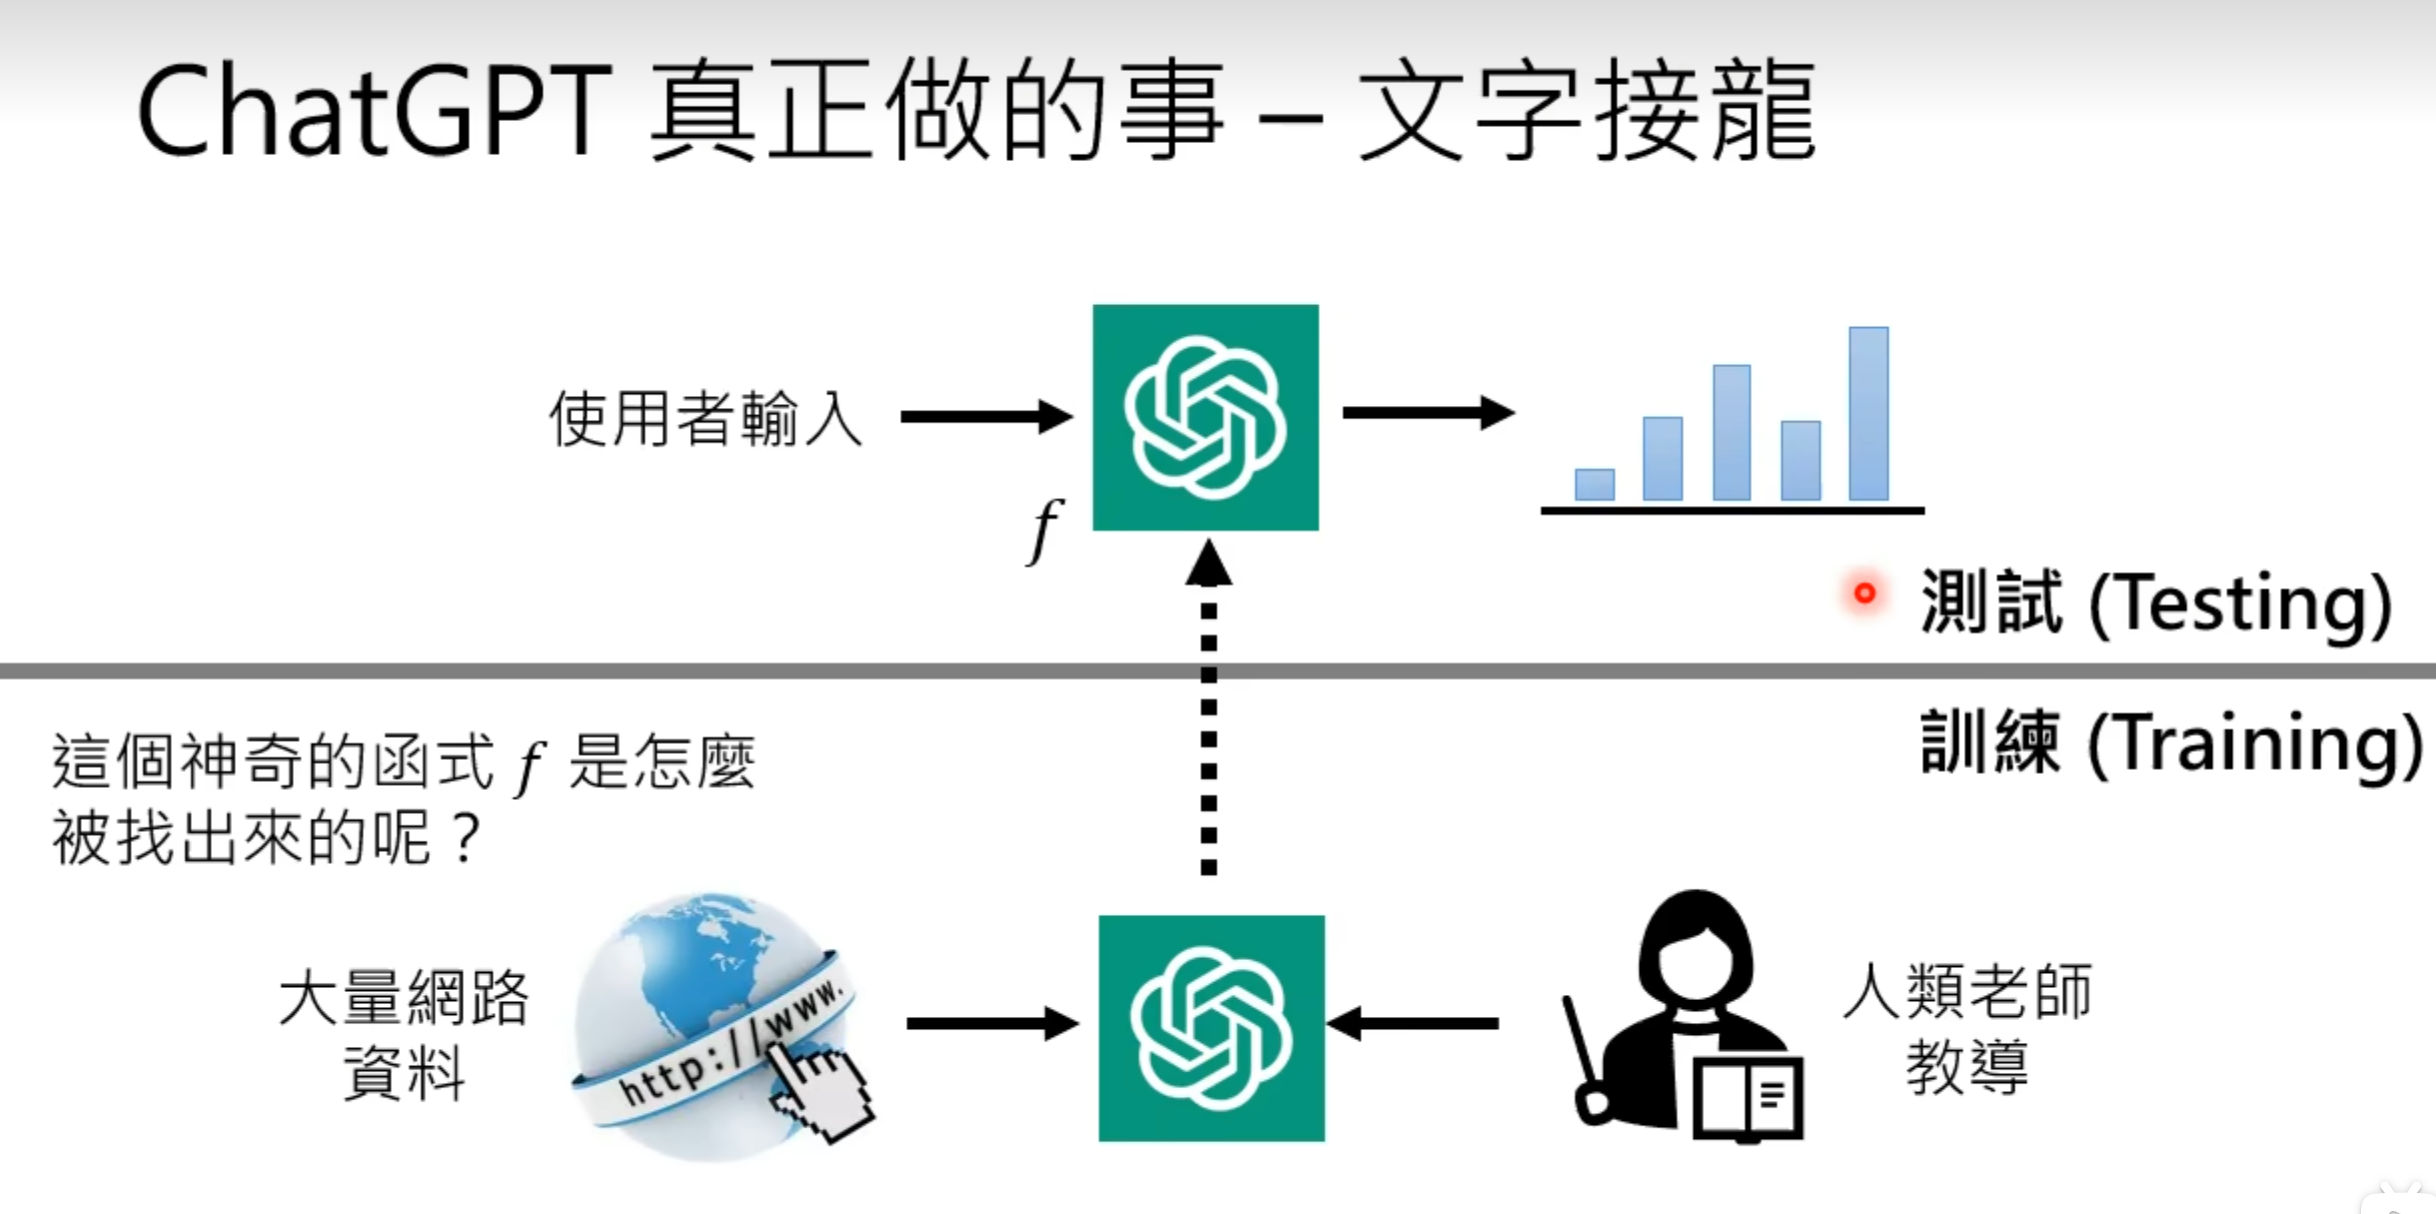 ChatGPT 真正做的事 – 文字接龍
使用者輸入
f
測試 (Testing)
訓練 (Training)
這個神奇的函式 f 是怎麼
被找出來的呢？
大量網路
資料
http://www.
人類老師
教導